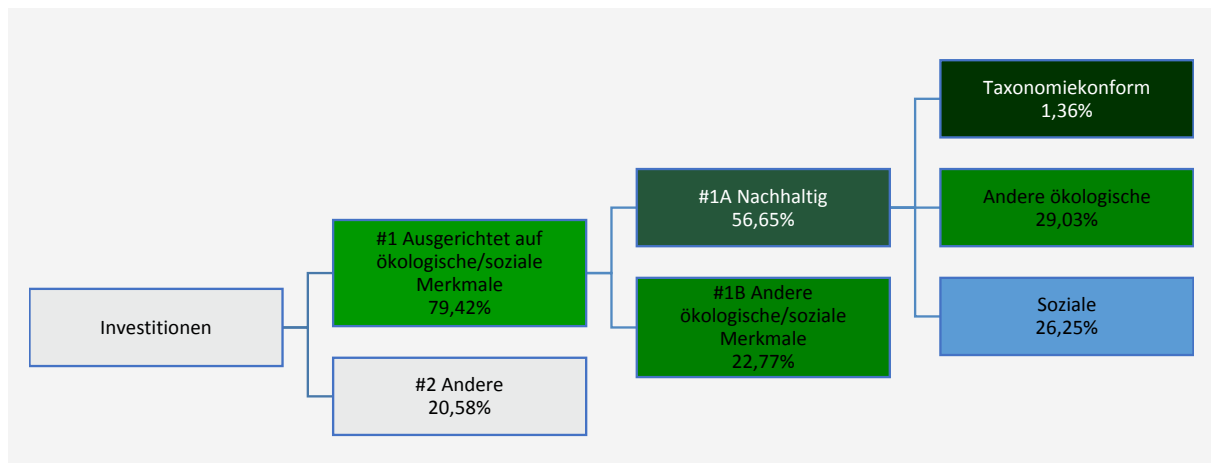 Investitionen
#1 Ausgerichtet auf
ökologische/soziale
Merkmale
79,42%
#2 Andere
20,58%
#1A Nachhaltig
56,65%
#1B Andere
ökologische/soziale
Merkmale
22,77%
Taxonomiekonform
1,36%
Andere ökologische
29,03%
Soziale
26,25%